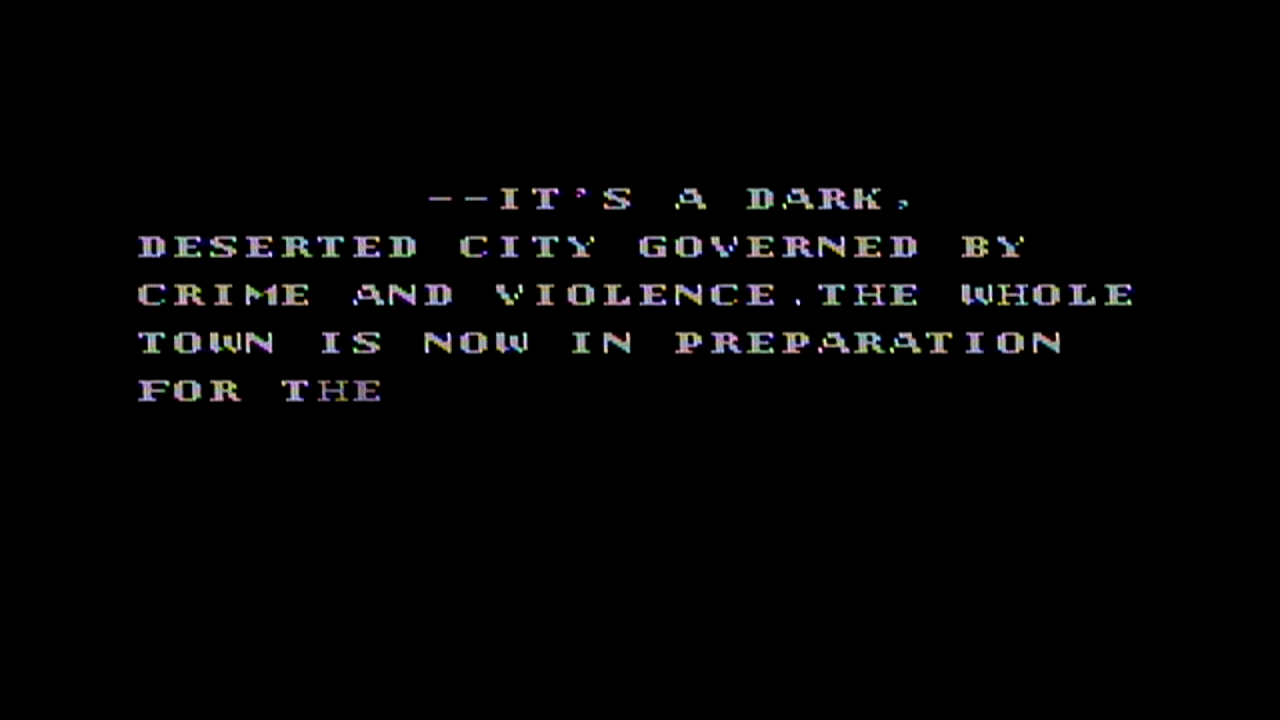 --IT'S A DARK,
DESERTED CITY GOVERNED BY
CRIME AND VIOLENCE.THE WHOLE
TOWN IS NOW IN PREPARATION
FOR THE